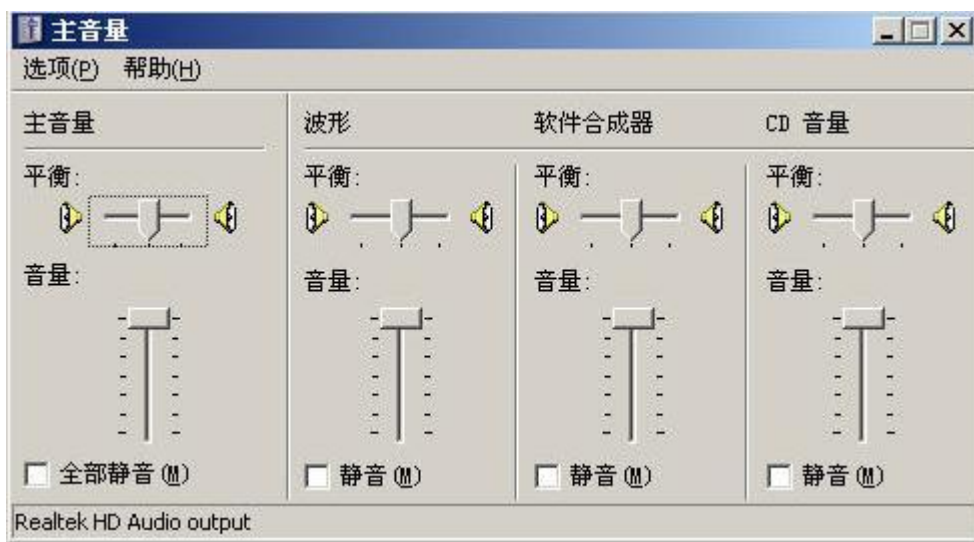 主音量
选项(P) 帮助(H)
主音量 波形 软件合成器 CD 音量
平衡: 平衡: 平衡: 平衡:
音量: 音量: 音量: 音量:
全部静音(M) 静音(M) 静音(M) 静音(M)
Realtek HD Audio output